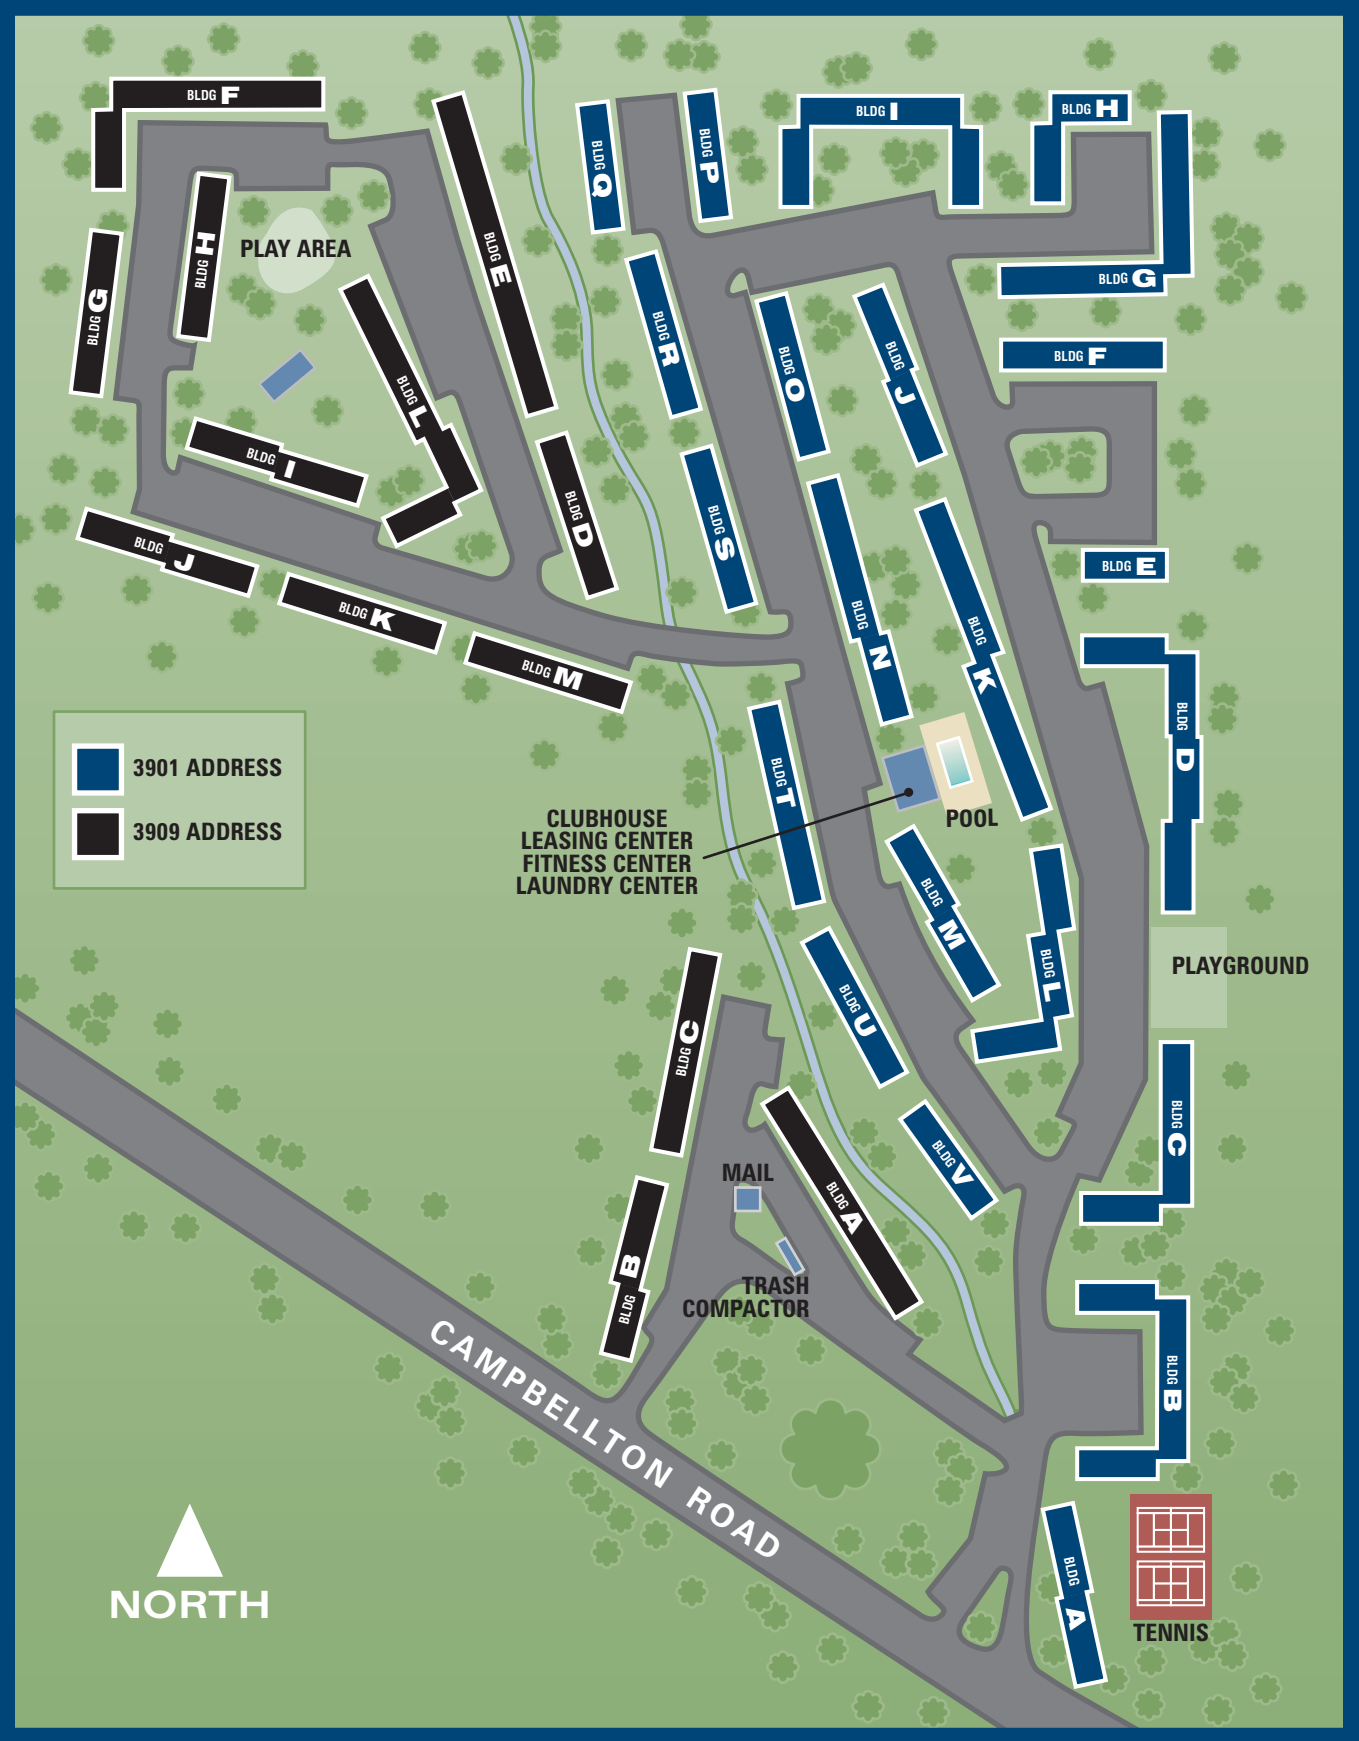 BLDG F
BLDG H
PLAY AREA
BLDG G
BLDG E
BLDG L
BLDG I
BLDG D
BLDG J
BLDG K
BLDG M
BLDG Q
BLDG P
BLDG I
BLDG H
BLDG G
BLDG F
BLDG R
BLDG O
BLDG J
BLDG S
BLDG E
BLDG N
BLDG K
BLDG D
BLDG T
3901 ADDRESS
3909 ADDRESS
CLUBHOUSE
LEASING CENTER
FITNESS CENTER
LAUNDRY CENTER
POOL
BLDG M
BLDG L
PLAYGROUND
BLDG U
BLDG C
BLDG V
BLDG C
MAIL
BLDG A
BLDG B
TRASH
COMPACTOR
BLDG B
CAMPBELLTON ROAD
BLDG A
TENNIS
NORTH